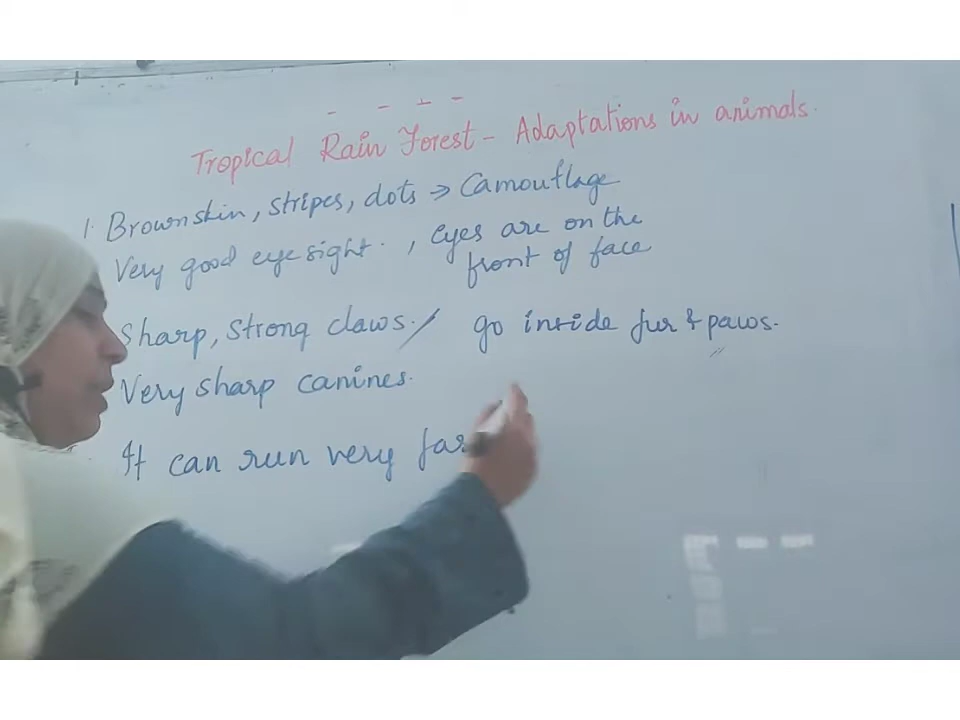 Tropical Rain Forest - Adaptations in animals.
1. Brown skin, stripes, dots → Camouflage
Very good eye sight. , eyes are on the
front of face
Sharp, strong claws. / go inside fur & paws.
Very sharp canines.
It can run very